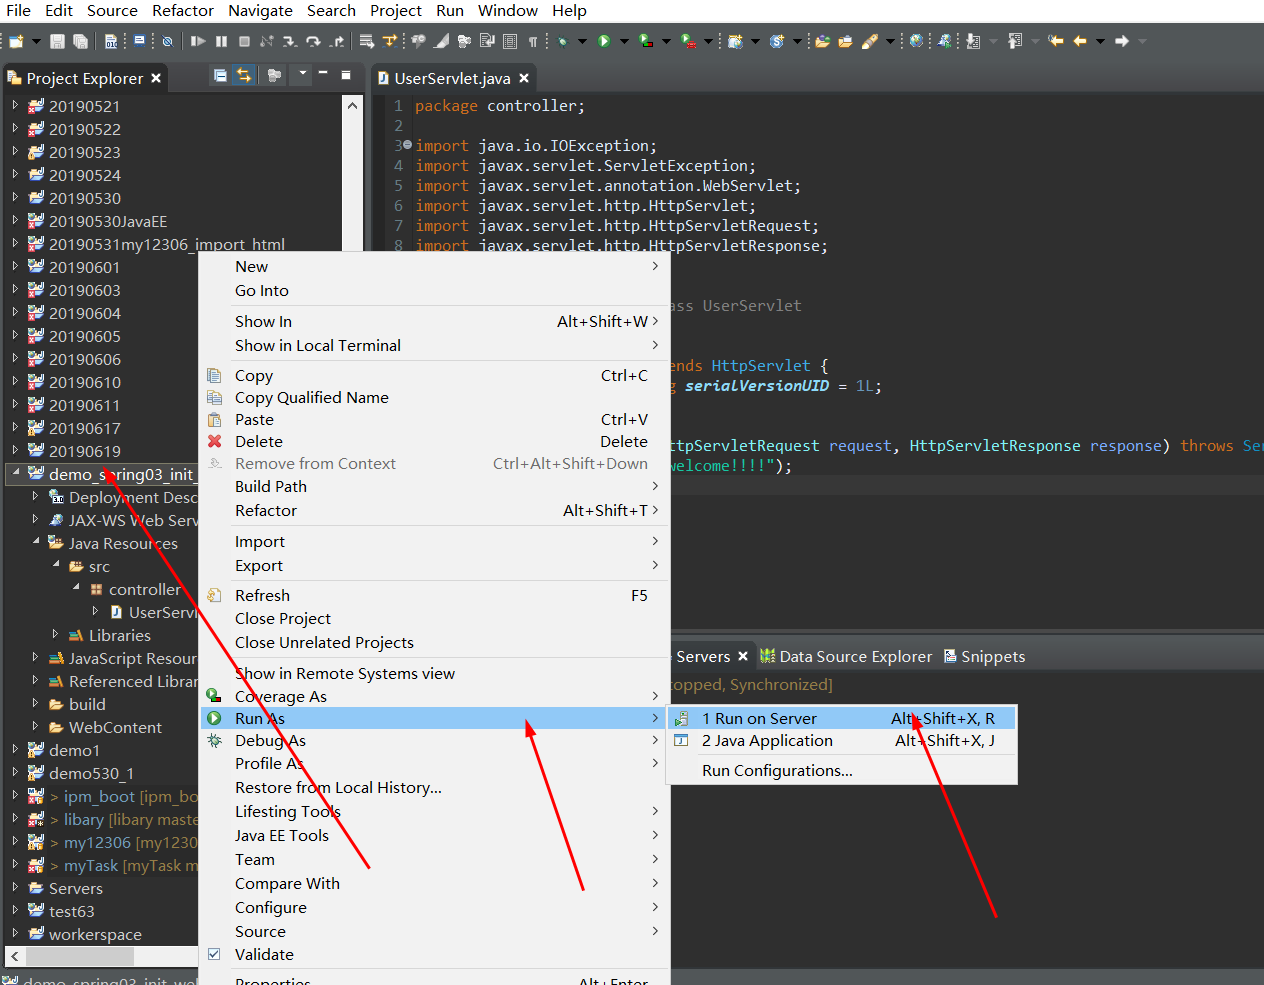 File Edit Source Refactor Navigate Search Project Run Window Help
Project Explorer
UserServlet.java
20190521
20190522
20190523
20190524
20190530
20190530JavaEE
20190531my12306_import_html
20190601
20190603
20190604
20190605
20190606
20190610
20190611
20190617
20190619
demo_spring03_init_
Deployment Desc
JAX-WS Web Serv
Java Resources
src
controller
UserServl
Libraries
JavaScript Resour
Referenced Librar
build
WebContent
demo1
demo530_1
> ipm_boot [ipm_bo
> libary [libary maste
> my12306 [my1230
> myTask [myTask m
Servers
test63
workerspace
demo_spring03_init_we
1 package controller;
2
3 import java.io.IOException;
4 import javax.servlet.ServletException;
5 import javax.servlet.annotation.WebServlet;
6 import javax.servlet.http.HttpServlet;
7 import javax.servlet.http.HttpServletRequest;
8 import javax.servlet.http.HttpServletResponse;
ass UserServlet
ends HttpServlet {
g serialVersionUID = 1L;
ttpServletRequest request, HttpServletResponse response) throws Ser
welcome!!!!");
New
Go Into
Show In Alt+Shift+W
Show in Local Terminal
Copy Ctrl+C
Copy Qualified Name
Paste Ctrl+V
Delete Delete
Remove from Context Ctrl+Alt+Shift+Down
Build Path
Refactor Alt+Shift+T
Import
Export
Refresh F5
Close Project
Close Unrelated Projects
Show in Remote Systems view
Coverage As
Run As
Debug As
Profile As
Restore from Local History...
Lifesting Tools
Java EE Tools
Team
Compare With
Configure
Source
Validate
Properties Alt+Enter
Servers
Data Source Explorer
Snippets
topped, Synchronized]
1 Run on Server Alt+Shift+X, R
2 Java Application Alt+Shift+X, J
Run Configurations...